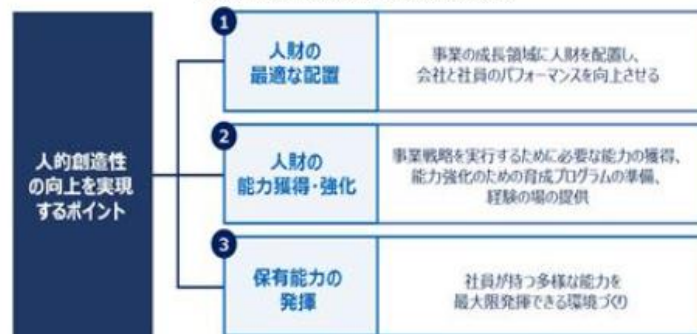 人的創造性
の向上を実現
するポイント
1
人財の
最適な配置
事業の成長領域に人財を配置し、
会社と社員のパフォーマンスを向上させる
2
人財の
能力獲得・強化
事業戦略を実行するために必要な能力の獲得、
能力強化のための育成プログラムの準備、
経験の場の提供
3
保有能力の
発揮
社員が持つ多様な能力を
最大限発揮できる環境づくり